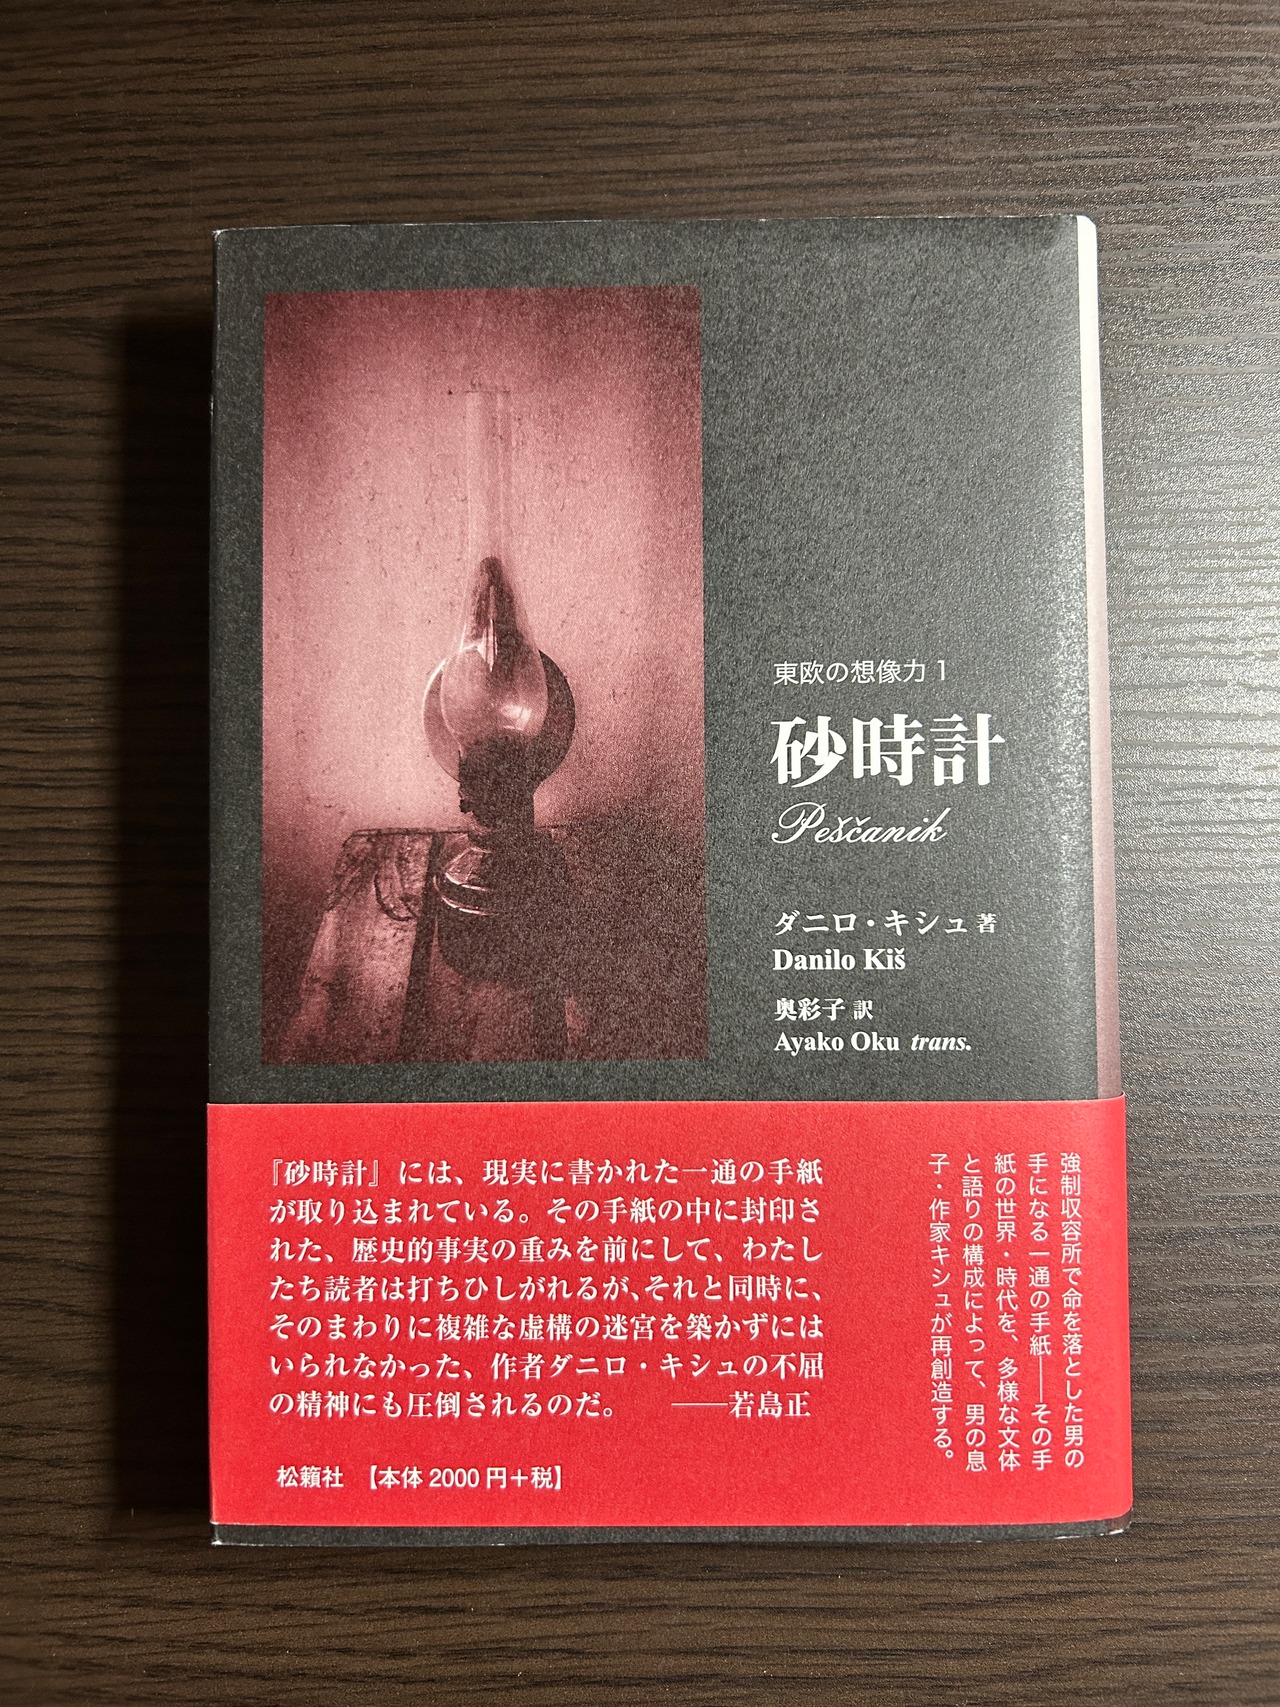 東欧の想像力 1
砂時計
Peščanik
ダニロ・キシュ 著
Danilo Kiš
奥彩子 訳
Ayako Oku trans.
強制収容所で命を落とした男の
手になる一通の手紙――その手
紙の世界・時代を、多様な文体
と語りの構成によって、男の息
子・作家キシュが再創造する。
『砂時計』には、現実に書かれた一通の手紙
が取り込まれている。その手紙の中に封印さ
れた、歴史的事実の重みを前にして、わたし
たち読者は打ちひしがれるが、それと同時に、
そのまわりに複雑な虚構の迷宮を築かずには
いられなかった、作者ダニロ・キシュの不屈
の精神にも圧倒されるのだ。 ――若島正
松籟社 【本体 2000 円＋税】